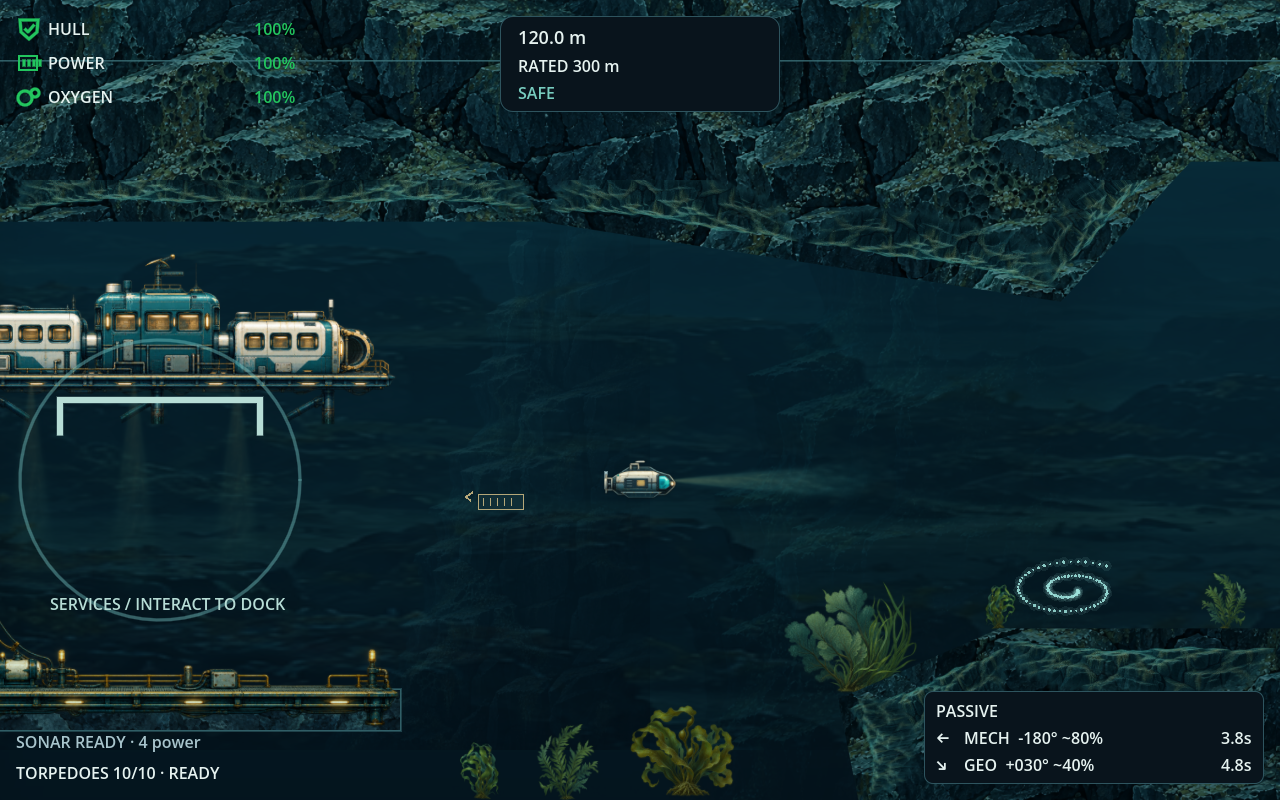 HULL 100%
POWER 100%
OXYGEN 100%
120.0 m
RATED 300 m
SAFE
SERVICES / INTERACT TO DOCK
SONAR READY · 4 power
TORPEDOES 10/10 · READY
PASSIVE
← MECH -180° ~80% 3.8s
↘ GEO +030° ~40% 4.8s